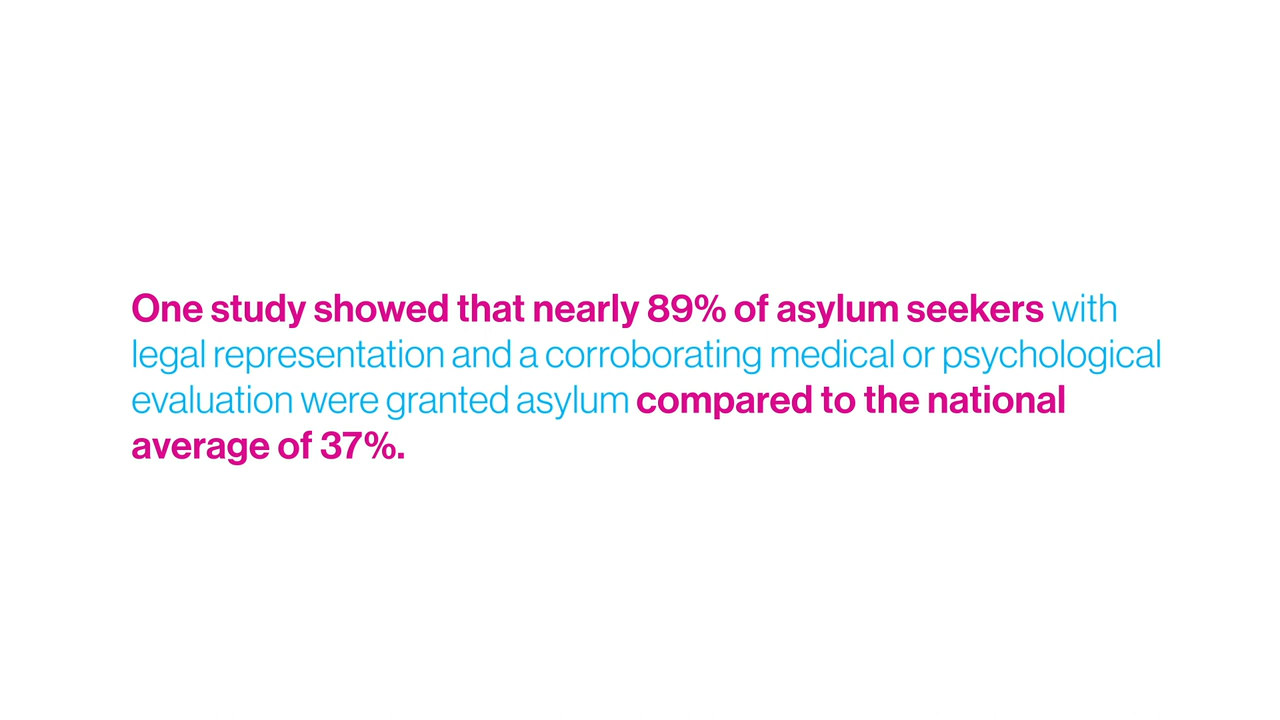 One study showed that nearly 89% of asylum seekers with
legal representation and a corroborating medical or psychological
evaluation were granted asylum compared to the national
average of 37%.